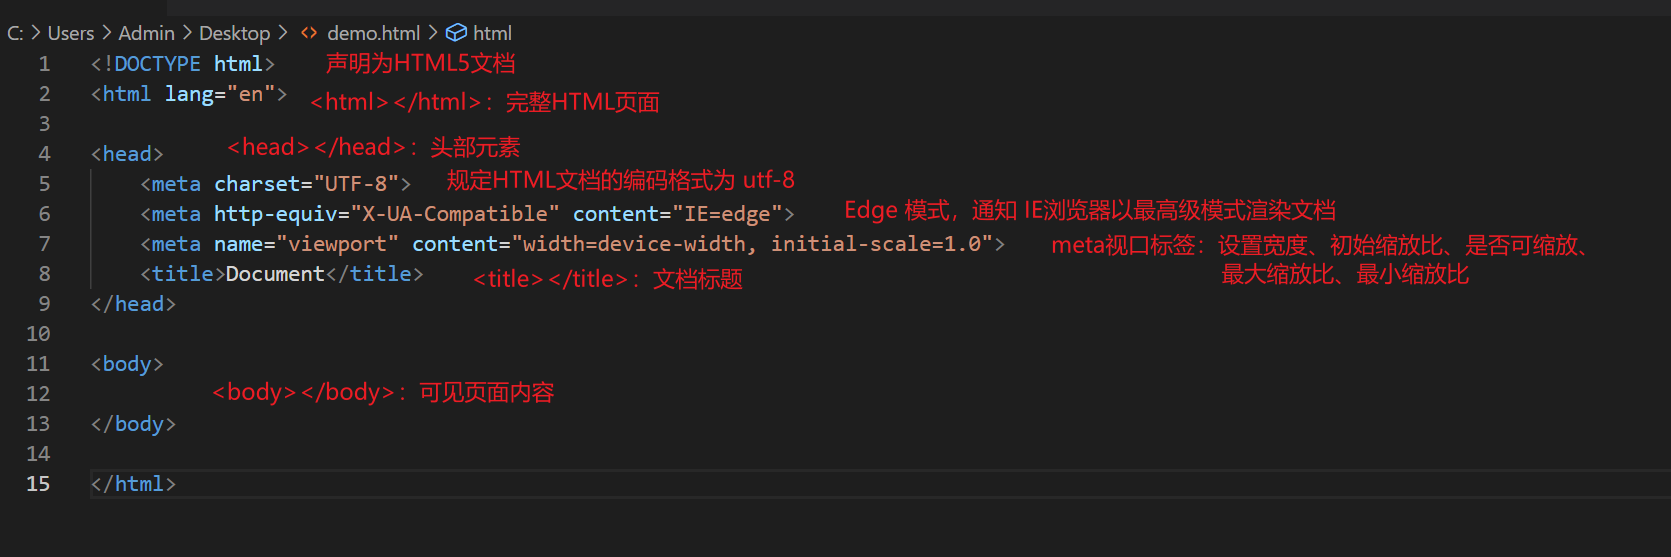 C: > Users > Admin > Desktop > <> demo.html > html
1 <!DOCTYPE html> 声明为HTML5文档
2 <html lang="en"> <html></html>：完整HTML页面
3
4 <head> <head></head>：头部元素
5 <meta charset="UTF-8"> 规定HTML文档的编码格式为 utf-8
6 <meta http-equiv="X-UA-Compatible" content="IE=edge"> Edge 模式，通知 IE浏览器以最高级模式渲染文档
7 <meta name="viewport" content="width=device-width, initial-scale=1.0"> meta视口标签：设置宽度、初始缩放比、是否可缩放、
最大缩放比、最小缩放比
8 <title>Document</title> <title></title>：文档标题
9 </head>
10
11 <body>
12 <body></body>：可见页面内容
13 </body>
14
15 </html>